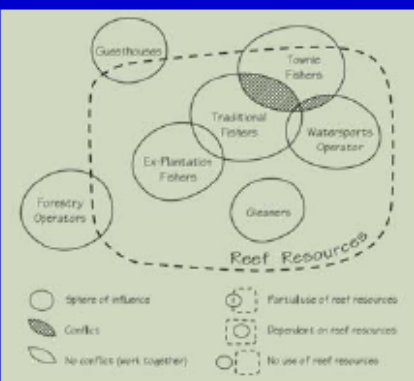 Guesthouses
Townie
Fishers
Traditional
Fishers
Watersports
Operator
Ex-Plantation
Fishers
Forestry
Operators
Gleaners
Reef Resources
Sphere of influence
Conflict
No conflict (work together)
Partial use of reef resources
Dependent on reef resources
No use of reef resources